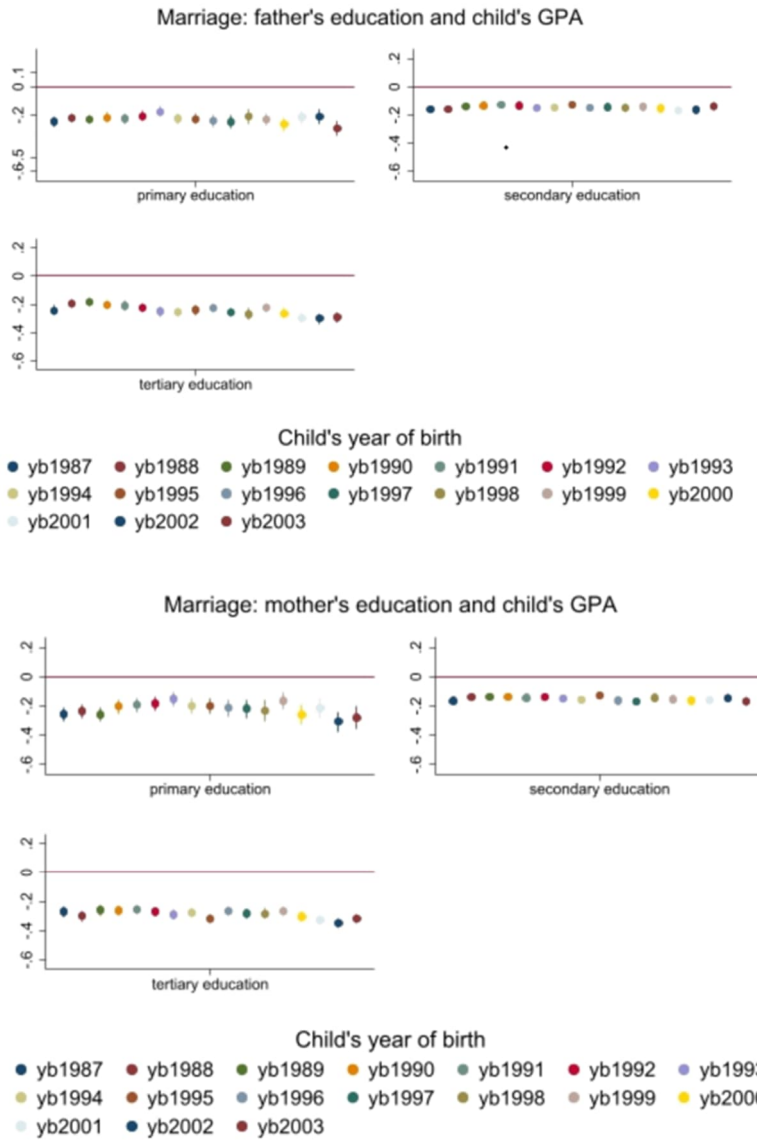 Marriage: father's education and child's GPA
.1
0
-.2
-.5
-.6
primary education
.2
0
-.2
-.4
-.6
secondary education
.2
0
-.2
-.4
-.6
tertiary education
Child's year of birth
yb1987 yb1988 yb1989 yb1990 yb1991 yb1992 yb1993
yb1994 yb1995 yb1996 yb1997 yb1998 yb1999 yb2000
yb2001 yb2002 yb2003
Marriage: mother's education and child's GPA
.2
0
-.2
-.4
-.6
primary education
.2
0
-.2
-.4
-.6
secondary education
.2
0
-.2
-.4
-.6
tertiary education
Child's year of birth
yb1987 yb1988 yb1989 yb1990 yb1991 yb1992 yb199
yb1994 yb1995 yb1996 yb1997 yb1998 yb1999 yb200
yb2001 yb2002 yb2003